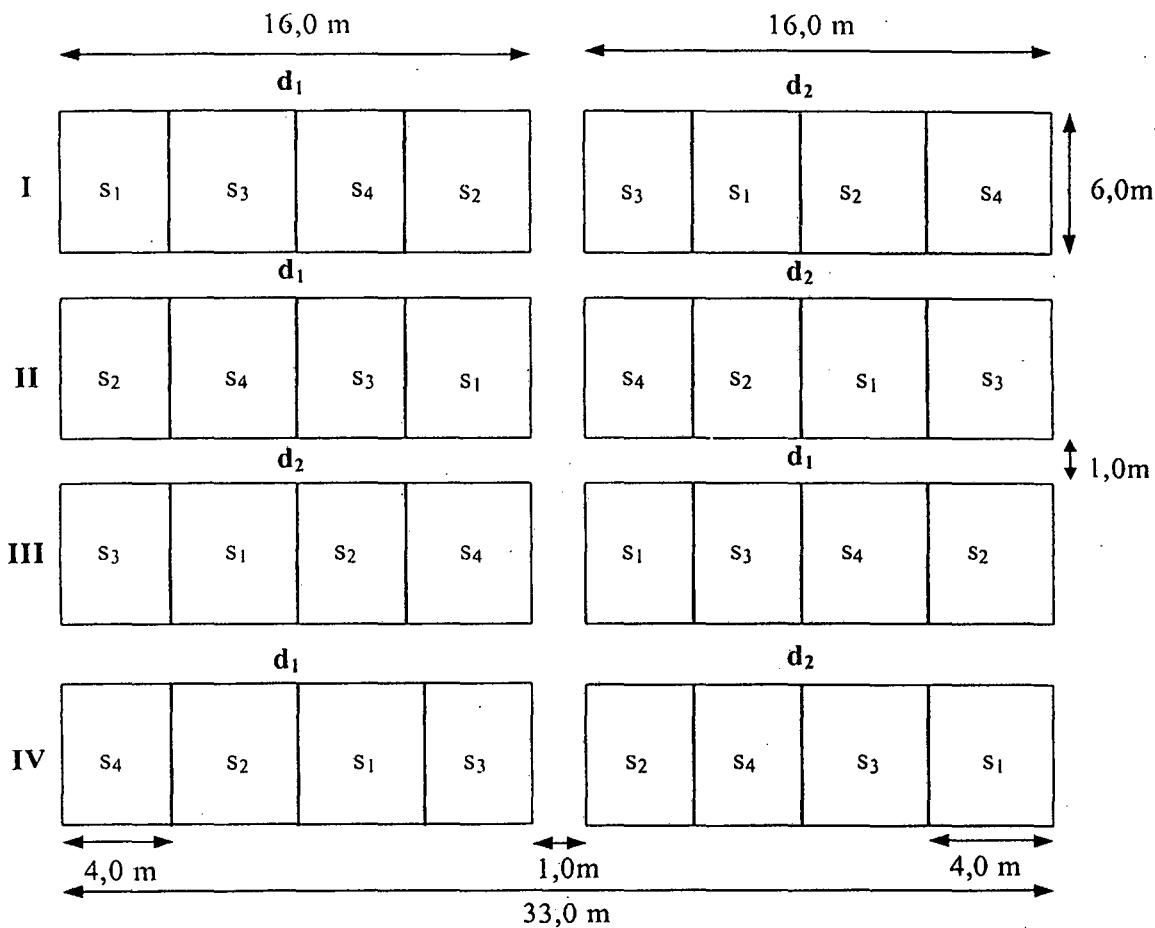 16,0 m 16,0 m
d₁ d₂
I s₁ s₃ s₄ s₂ s₃ s₁ s₂ s₄ 6,0m
d₁ d₂
II s₂ s₄ s₃ s₁ s₄ s₂ s₁ s₃
d₂ d₁ 1,0m
III s₃ s₁ s₂ s₄ s₁ s₃ s₄ s₂
d₁ d₂
IV s₄ s₂ s₁ s₃ s₂ s₄ s₃ s₁
4,0 m 1,0m 4,0 m
33,0 m